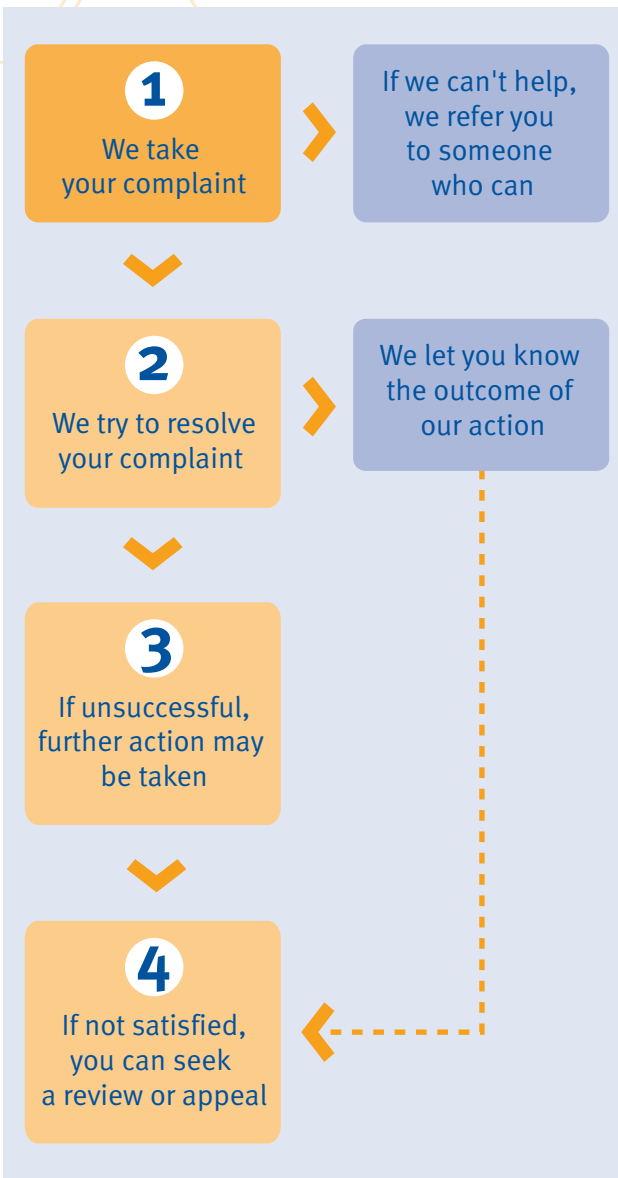 1
We take
your complaint
If we can't help,
we refer you
to someone
who can
2
We try to resolve
your complaint
We let you know
the outcome of
our action
3
If unsuccessful,
further action may
be taken
4
If not satisfied,
you can seek
a review or appeal